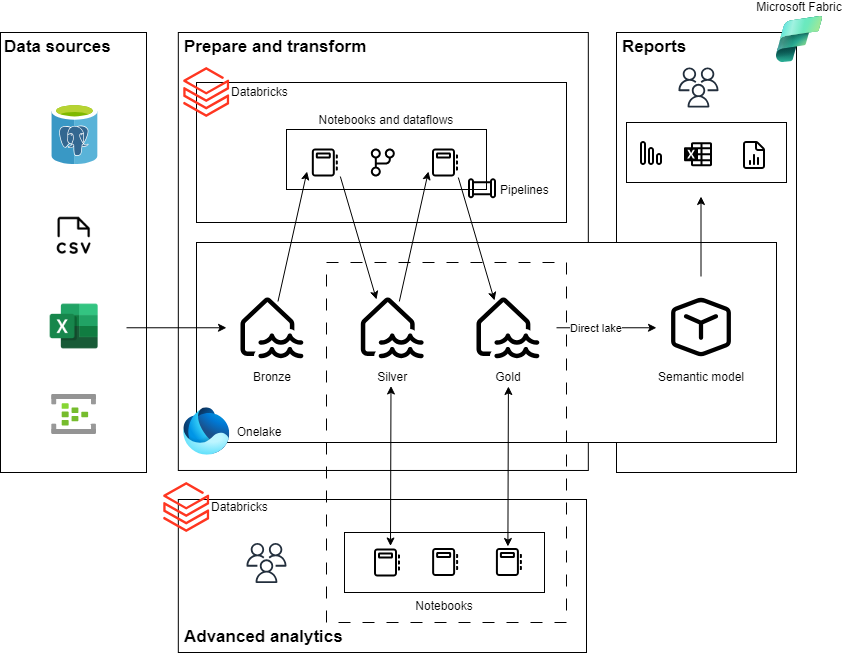 Microsoft Fabric
Data sources
Prepare and transform
Reports
Databricks
Notebooks and dataflows
X
Pipelines
CSV
X
Direct lake
Bronze
Silver
Gold
Semantic model
Onelake
Databricks
Notebooks
Advanced analytics